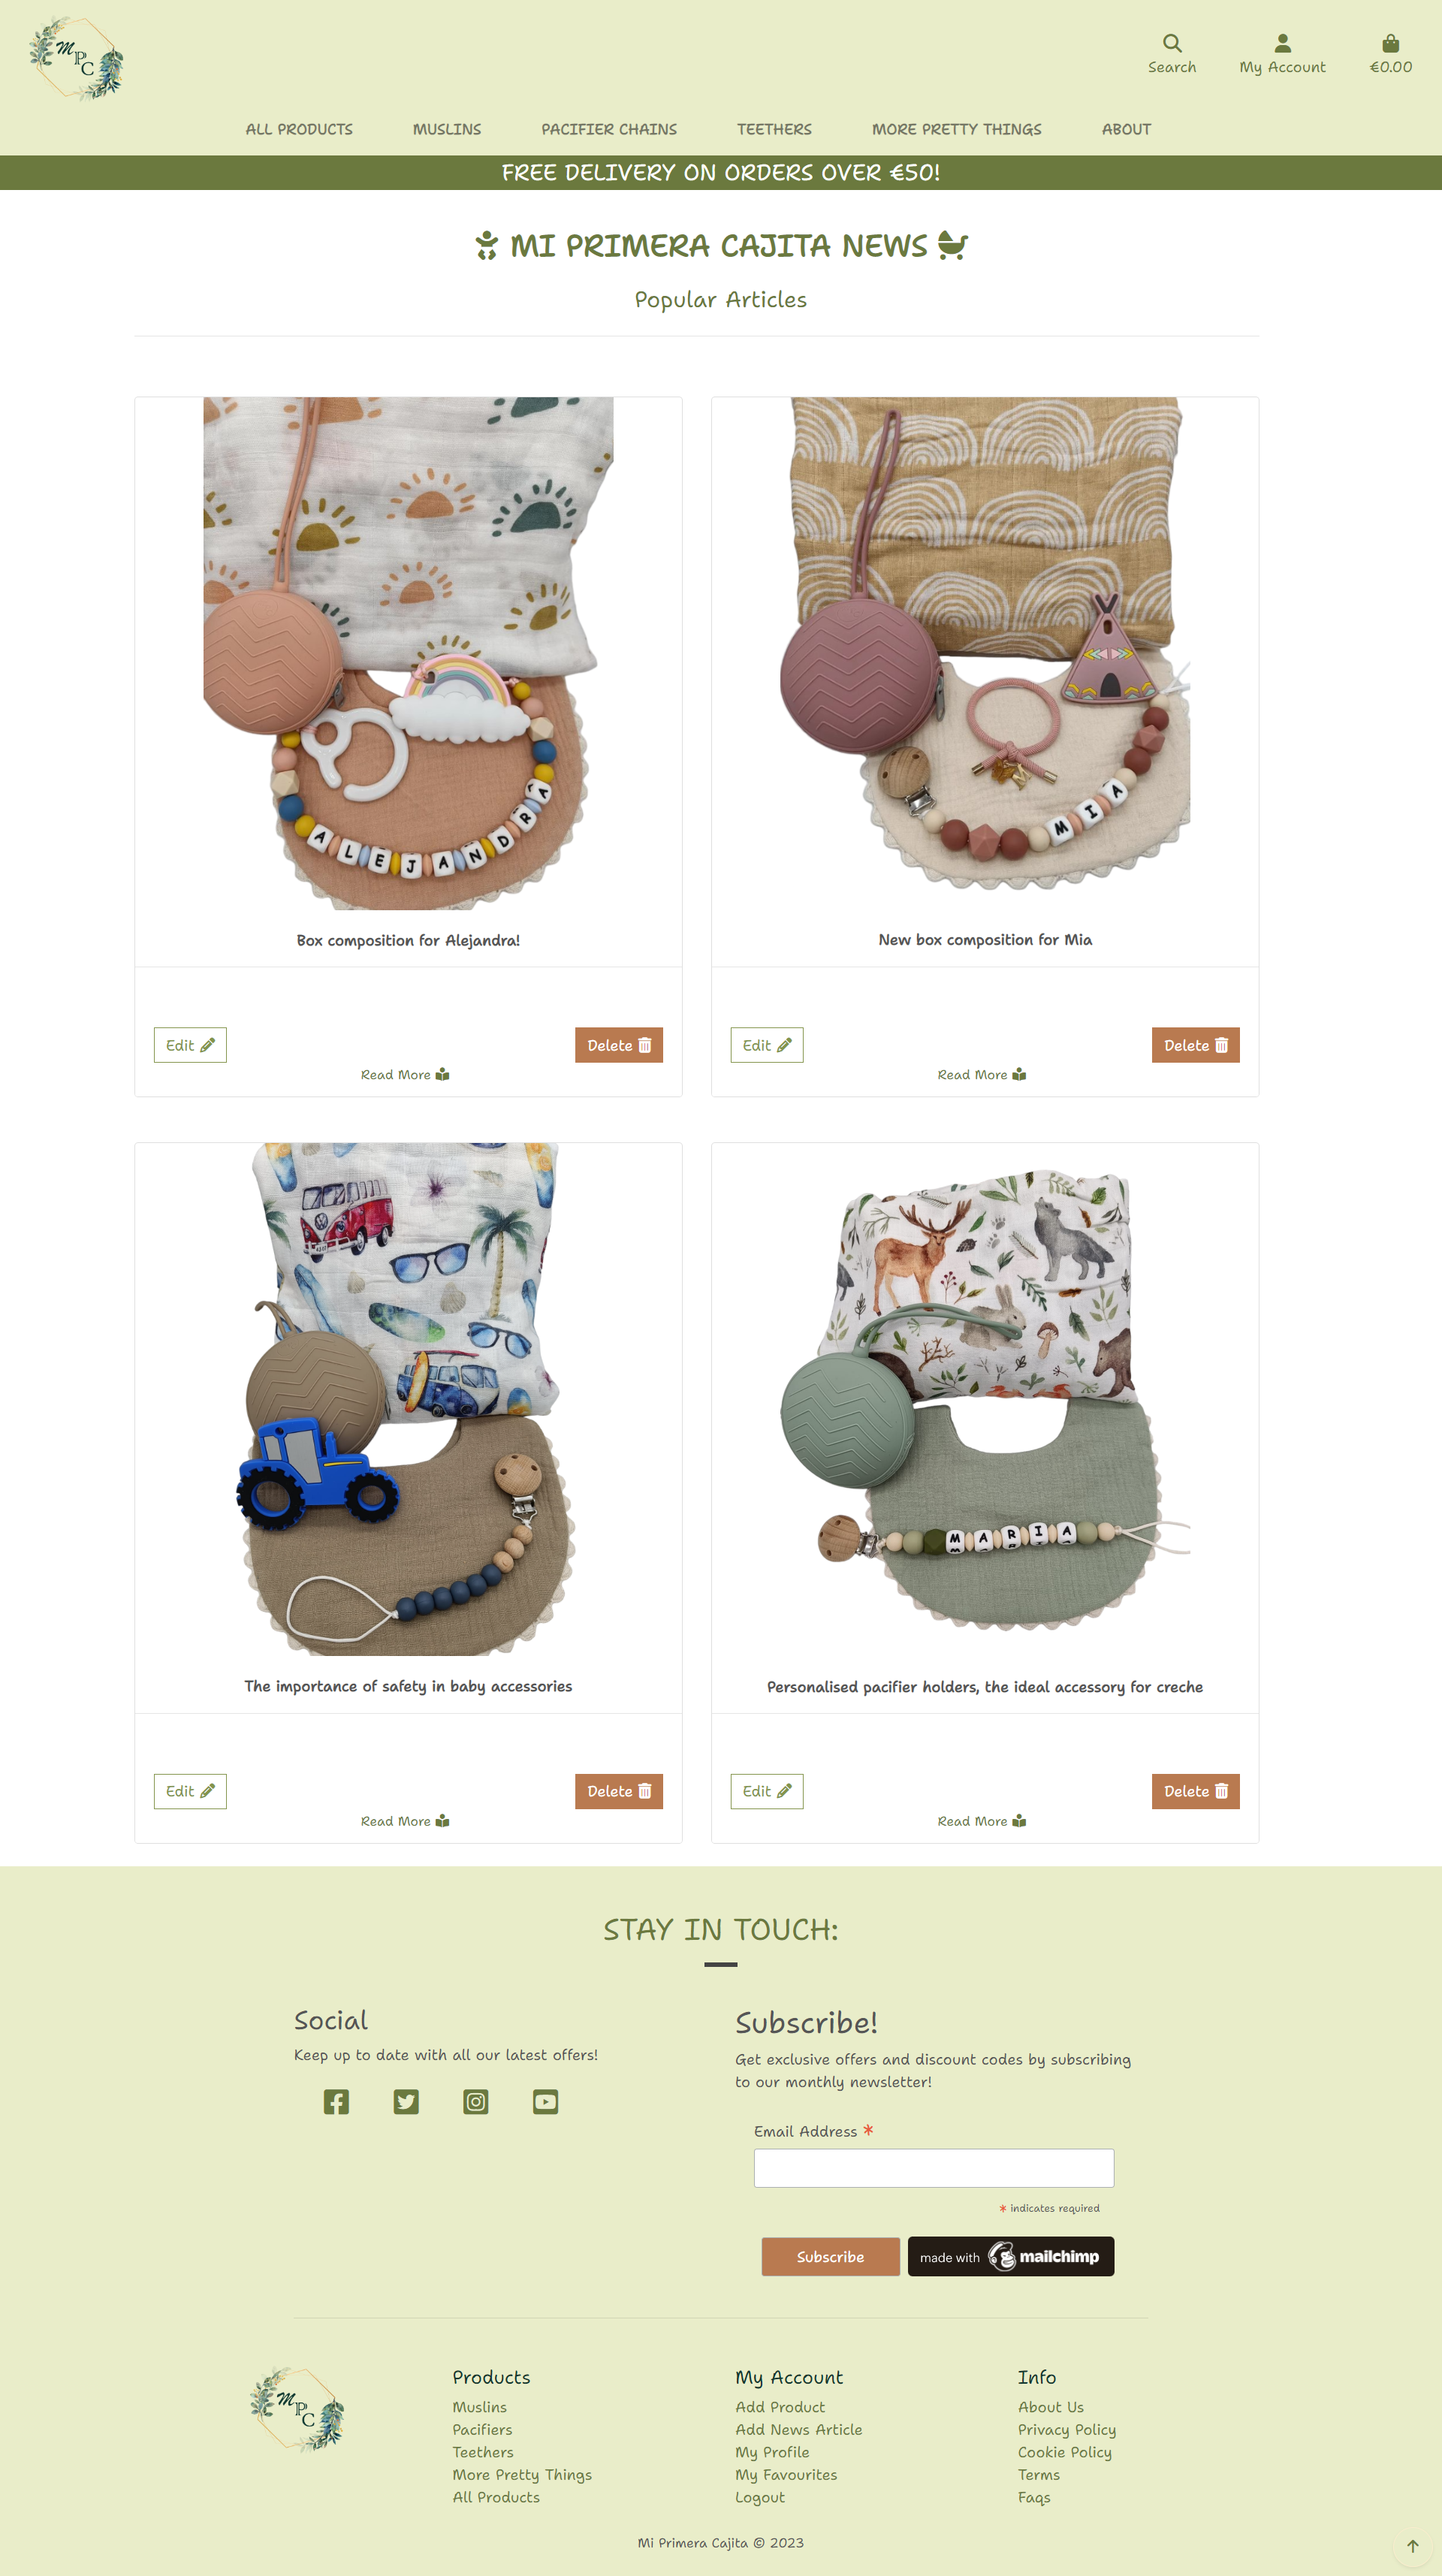 M
P
C
Search
My Account
€0.00
ALL PRODUCTS
MUSLINS
PACIFIER CHAINS
TEETHERS
MORE PRETTY THINGS
ABOUT
FREE DELIVERY ON ORDERS OVER €50!
MI PRIMERA CAJITA NEWS
Popular Articles
ALEJANDRA
MIA
Box composition for Alejandra!
New box composition for Mia
Edit
Delete
Read More
Edit
Delete
Read More
MARIA
The importance of safety in baby accessories
Personalised pacifier holders, the ideal accessory for creche
Edit
Delete
Read More
Edit
Delete
Read More
STAY IN TOUCH:
Social
Keep up to date with all our latest offers!
Subscribe!
Get exclusive offers and discount codes by subscribing
to our monthly newsletter!
Email Address *
* indicates required
Subscribe
made with mailchimp
M
P
C
Products
Muslins
Pacifiers
Teethers
More Pretty Things
All Products
My Account
Add Product
Add News Article
My Profile
My Favourites
Logout
Info
About Us
Privacy Policy
Cookie Policy
Terms
Faqs
Mi Primera Cajita © 2023